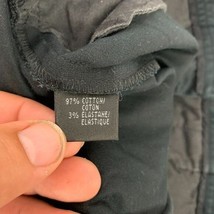 97% COTTON/
COTON
3% ELASTANE/
ELASTIQUE